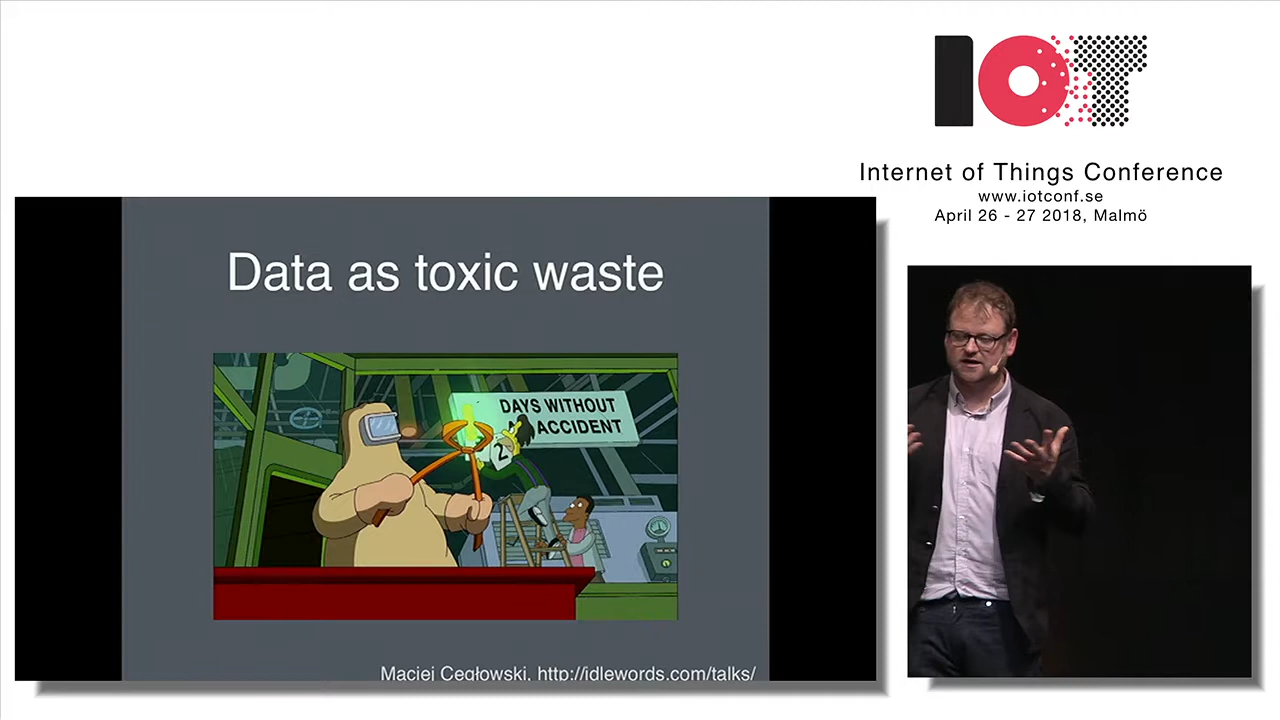 IOT
Internet of Things Conference
www.iotconf.se
April 26 - 27 2018, Malmö
Data as toxic waste
DAYS WITHOUT
ACCIDENT
2
Maciej Cegłowski, http://idlewords.com/talks/